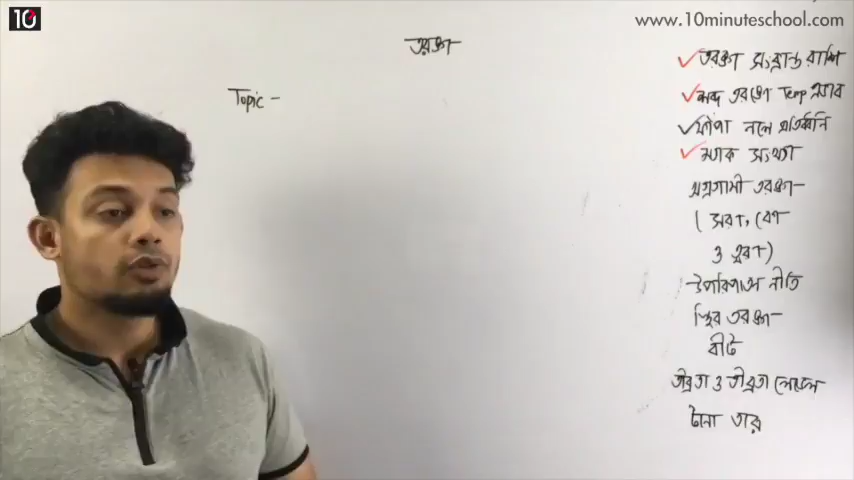 10
www.10minuteschool.com
তরঙ্গ
Topic -
তরঙ্গ সংক্রান্ত রাশি
শব্দ তরঙ্গে Temp এর প্রভাব
ফাঁপা নলে প্রতিধ্বনি
ম্যাক সংখ্যা
অগ্রগামী তরঙ্গ
( সরণ, বেগ
ও ত্বরণ)
উপরিপাতন নীতি
স্থির তরঙ্গ
বীট
তীব্রতা ও তীব্রতা লেভেল
টানা তার